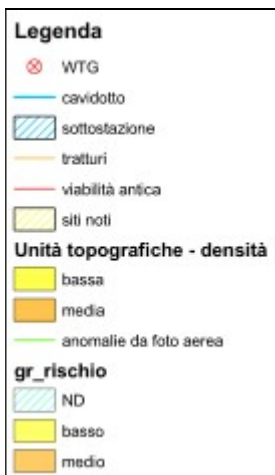 Legenda
WTG
cavidotto
sottostazione
tratturi
viabilità antica
siti noti
Unità topografiche - densità
bassa
media
anomalie da foto aerea
gr_rischio
ND
basso
medio